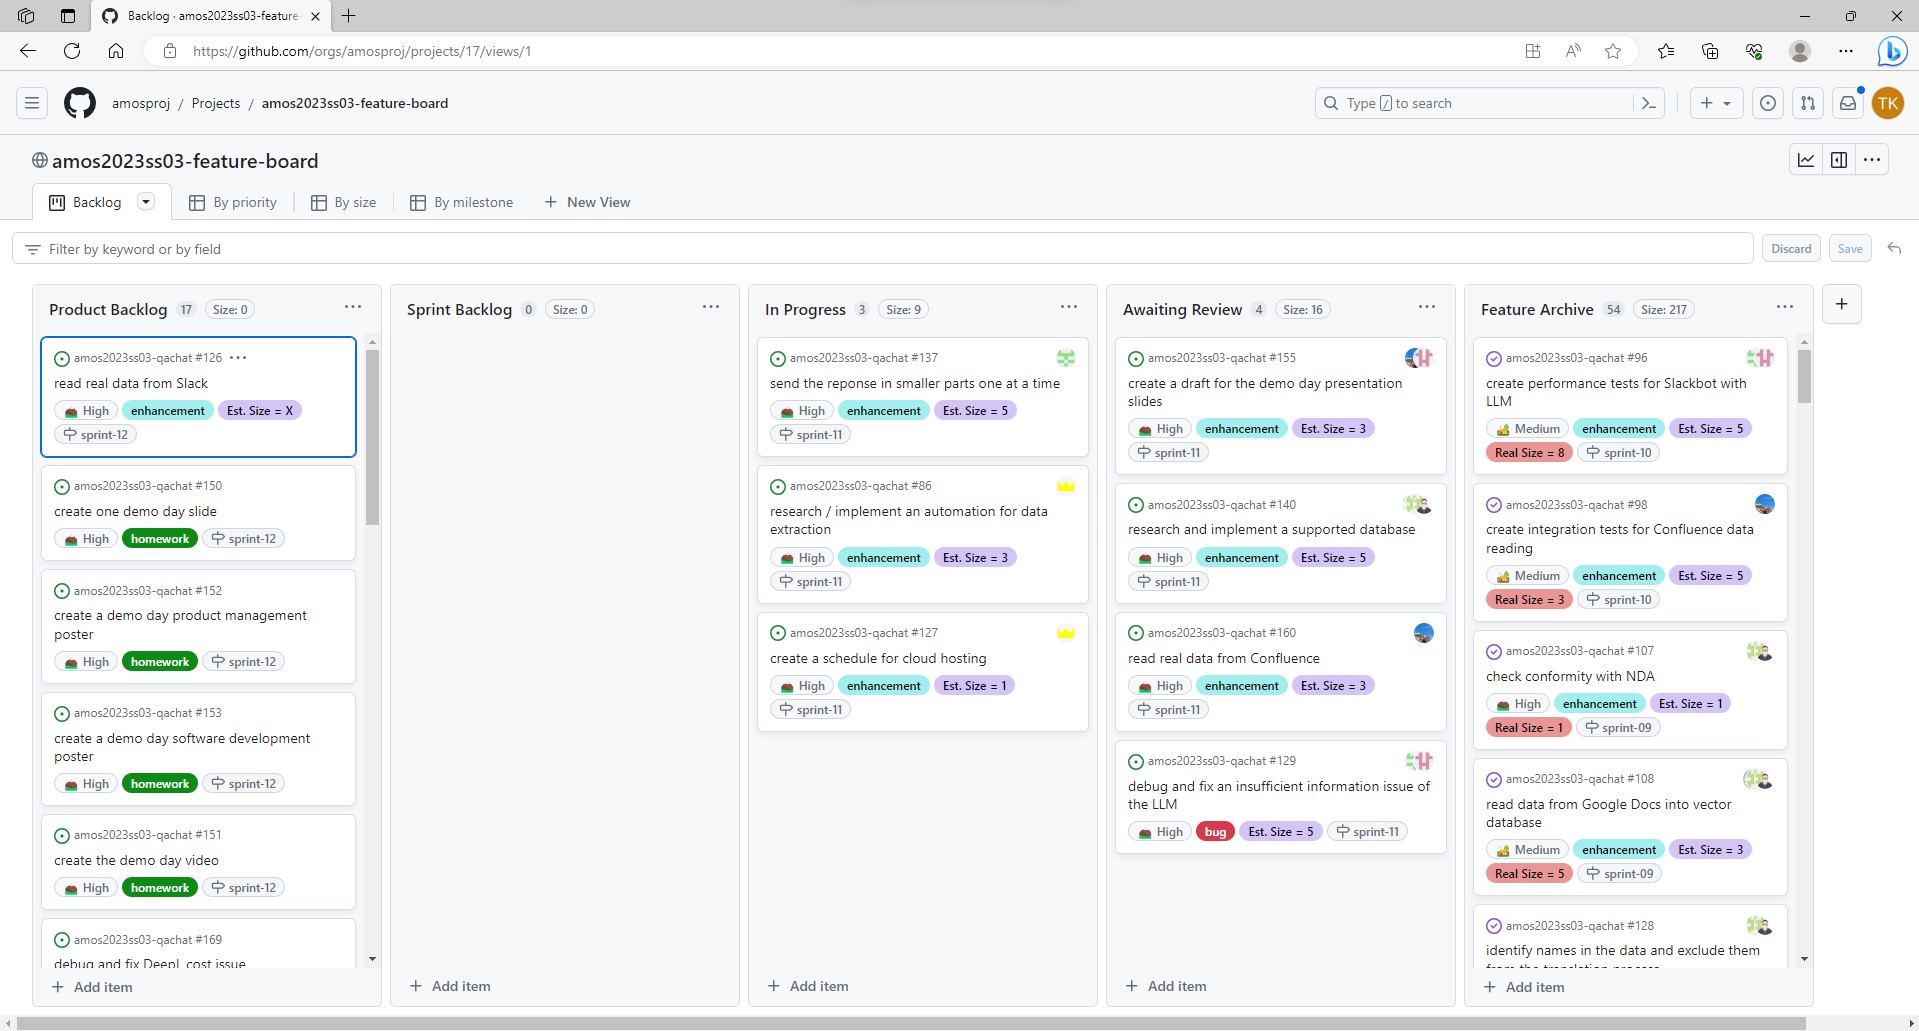 Backlog · amos2023ss03-feature-
https://github.com/orgs/amosproj/projects/17/views/1
amosproj / Projects / amos2023ss03-feature-board
Type / to search
TK
amos2023ss03-feature-board
Backlog
By priority
By size
By milestone
New View
Filter by keyword or by field
Discard
Save
Product Backlog 17 Size: 0
amos2023ss03-qachat #126
read real data from Slack
High enhancement Est. Size = X
sprint-12
amos2023ss03-qachat #150
create one demo day slide
High homework sprint-12
amos2023ss03-qachat #152
create a demo day product management
poster
High homework sprint-12
amos2023ss03-qachat #153
create a demo day software development
poster
High homework sprint-12
amos2023ss03-qachat #151
create the demo day video
High homework sprint-12
amos2023ss03-qachat #169
debug and fix DeepL cost issue
+ Add item
Sprint Backlog 0 Size: 0
+ Add item
In Progress 3 Size: 9
amos2023ss03-qachat #137
send the reponse in smaller parts one at a time
High enhancement Est. Size = 5
sprint-11
amos2023ss03-qachat #86
research / implement an automation for data
extraction
High enhancement Est. Size = 3
sprint-11
amos2023ss03-qachat #127
create a schedule for cloud hosting
High enhancement Est. Size = 1
sprint-11
+ Add item
Awaiting Review 4 Size: 16
amos2023ss03-qachat #155
create a draft for the demo day presentation
slides
High enhancement Est. Size = 3
sprint-11
amos2023ss03-qachat #140
research and implement a supported database
High enhancement Est. Size = 5
sprint-11
amos2023ss03-qachat #160
read real data from Confluence
High enhancement Est. Size = 3
sprint-11
amos2023ss03-qachat #129
debug and fix an insufficient information issue of
the LLM
High bug Est. Size = 5 sprint-11
+ Add item
Feature Archive 54 Size: 217
amos2023ss03-qachat #96
create performance tests for Slackbot with
LLM
Medium enhancement Est. Size = 5
Real Size = 8 sprint-10
amos2023ss03-qachat #98
create integration tests for Confluence data
reading
Medium enhancement Est. Size = 5
Real Size = 3 sprint-10
amos2023ss03-qachat #107
check conformity with NDA
High enhancement Est. Size = 1
Real Size = 1 sprint-09
amos2023ss03-qachat #108
read data from Google Docs into vector
database
Medium enhancement Est. Size = 3
Real Size = 5 sprint-09
amos2023ss03-qachat #128
identify names in the data and exclude them
from the translation process
+ Add item